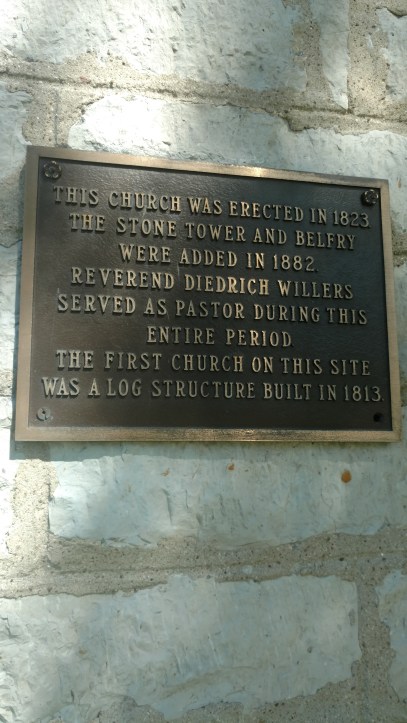 THIS CHURCH WAS ERECTED IN 1823.
THE STONE TOWER AND BELFRY
WERE ADDED IN 1882.
REVEREND DIEDRICH WILLERS
SERVED AS PASTOR DURING THIS
ENTIRE PERIOD
THE FIRST CHURCH ON THIS SITE
WAS A LOG STRUCTURE BUILT IN 1813.